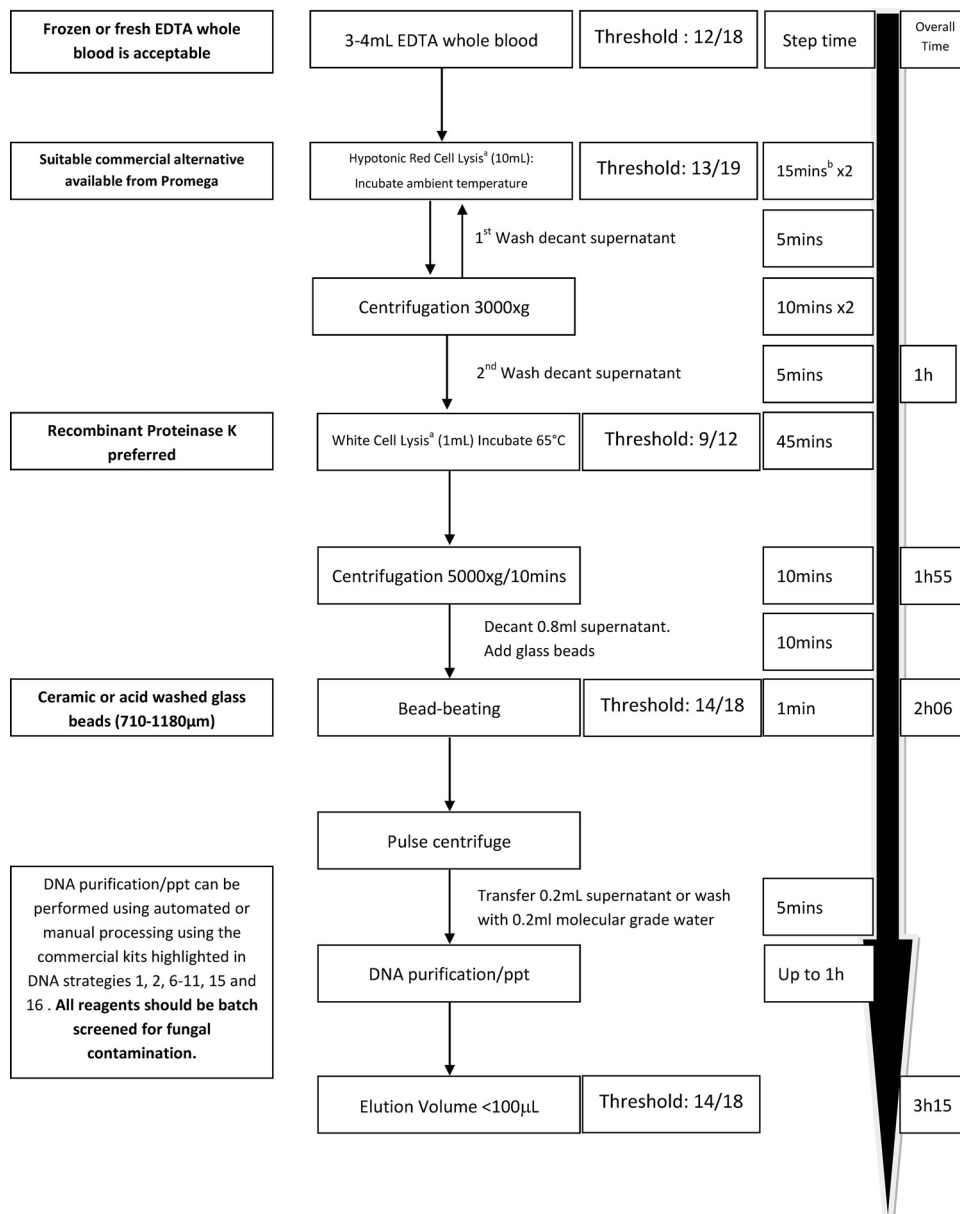 Frozen or fresh EDTA whole
blood is acceptable
3-4mL EDTA whole blood
Threshold : 12/18
Step time
Overall
Time
Suitable commercial alternative
available from Promega
Hypotonic Red Cell Lysisᵃ (10mL):
Incubate ambient temperature
Threshold: 13/19
15minsᵇ x2
1ˢᵗ Wash decant supernatant
5mins
Centrifugation 3000xg
10mins x2
2ⁿᵈ Wash decant supernatant
5mins
1h
Recombinant Proteinase K
preferred
White Cell Lysisᵃ (1mL) Incubate 65°C
Threshold: 9/12
45mins
Centrifugation 5000xg/10mins
10mins
1h55
Decant 0.8ml supernatant.
Add glass beads
10mins
Ceramic or acid washed glass
beads (710-1180µm)
Bead-beating
Threshold: 14/18
1min
2h06
Pulse centrifuge
DNA purification/ppt can be
performed using automated or
manual processing using the
commercial kits highlighted in
DNA strategies 1, 2, 6-11, 15 and
16 . All reagents should be batch
screened for fungal
contamination.
Transfer 0.2mL supernatant or wash
with 0.2ml molecular grade water
5mins
DNA purification/ppt
Up to 1h
Elution Volume <100µL
Threshold: 14/18
3h15